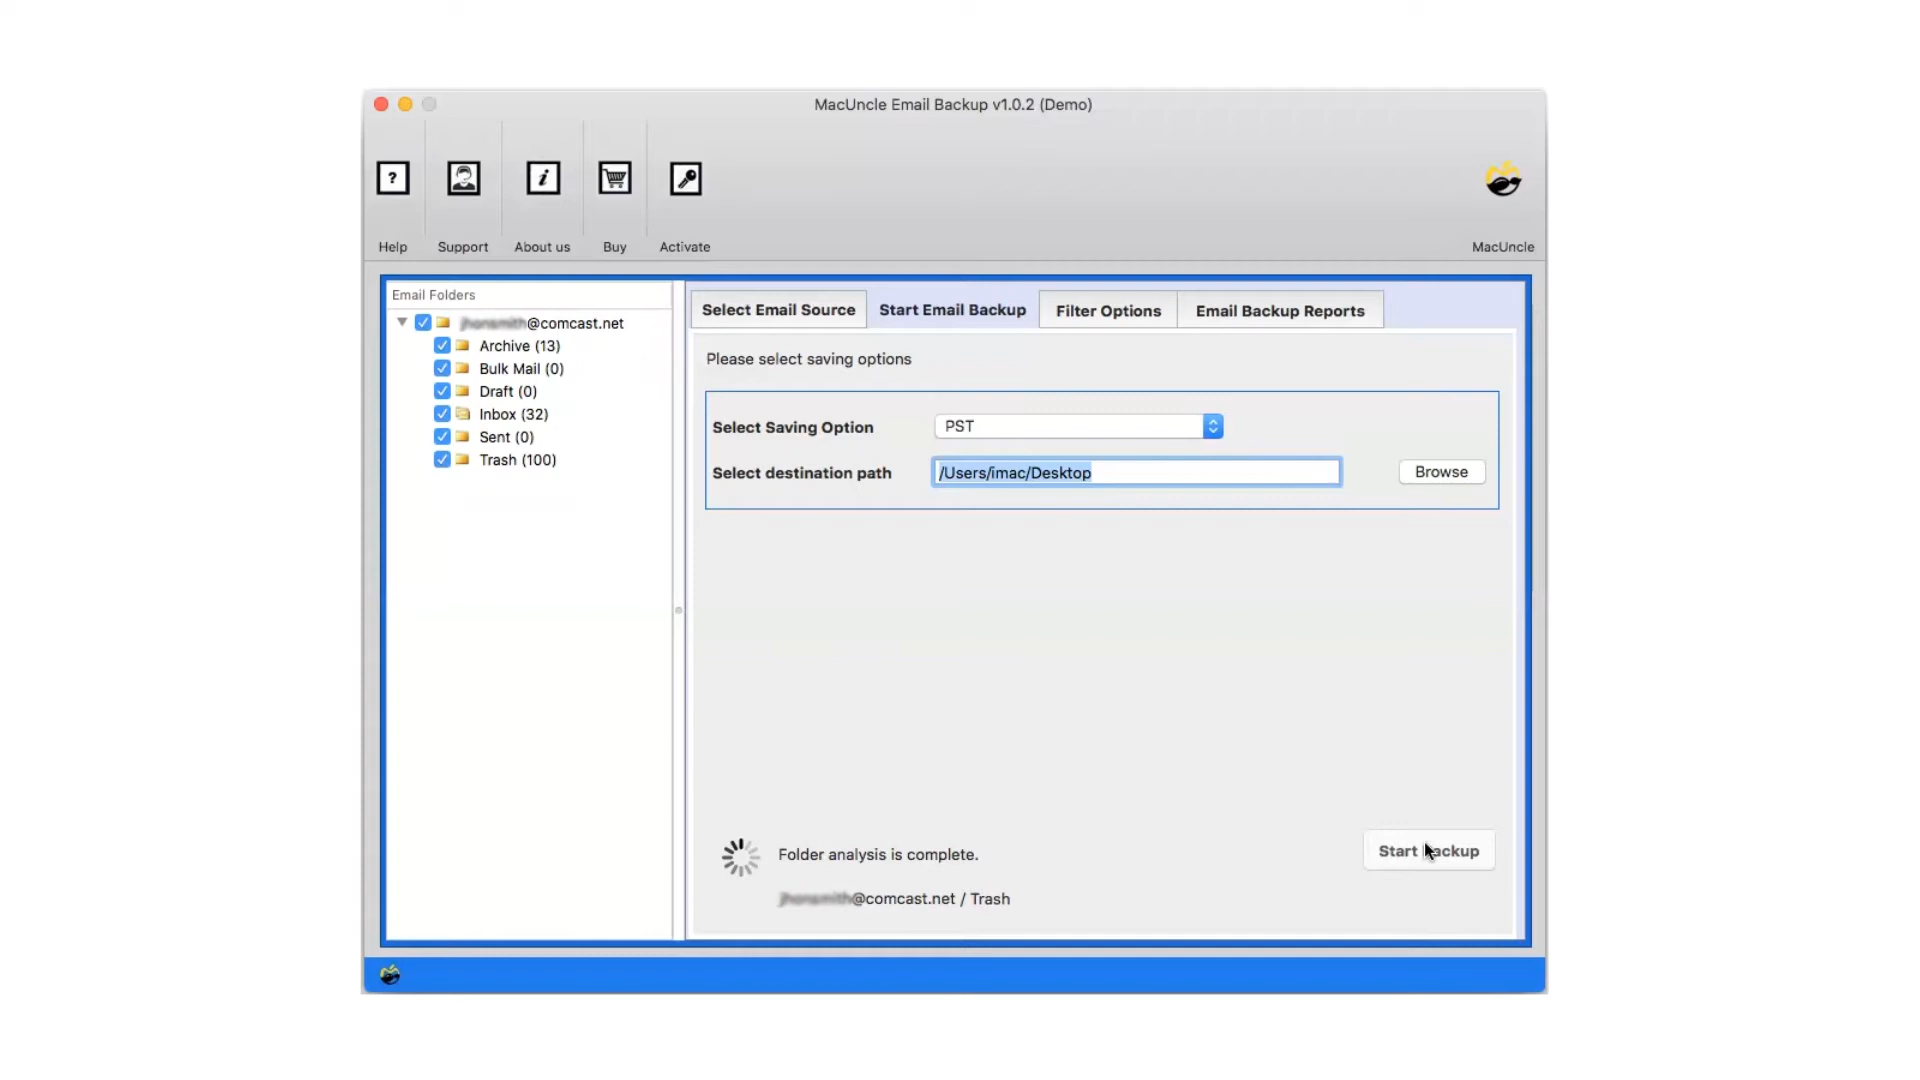 MacUncle Email Backup v1.0.2 (Demo)
Help
Support
About us
Buy
Activate
MacUncle
Email Folders
@comcast.net
Archive (13)
Bulk Mail (0)
Draft (0)
Inbox (32)
Sent (0)
Trash (100)
Select Email Source
Start Email Backup
Filter Options
Email Backup Reports
Please select saving options
Select Saving Option
PST
Select destination path
/Users/imac/Desktop
Browse
Folder analysis is complete.
Start Backup
@comcast.net / Trash